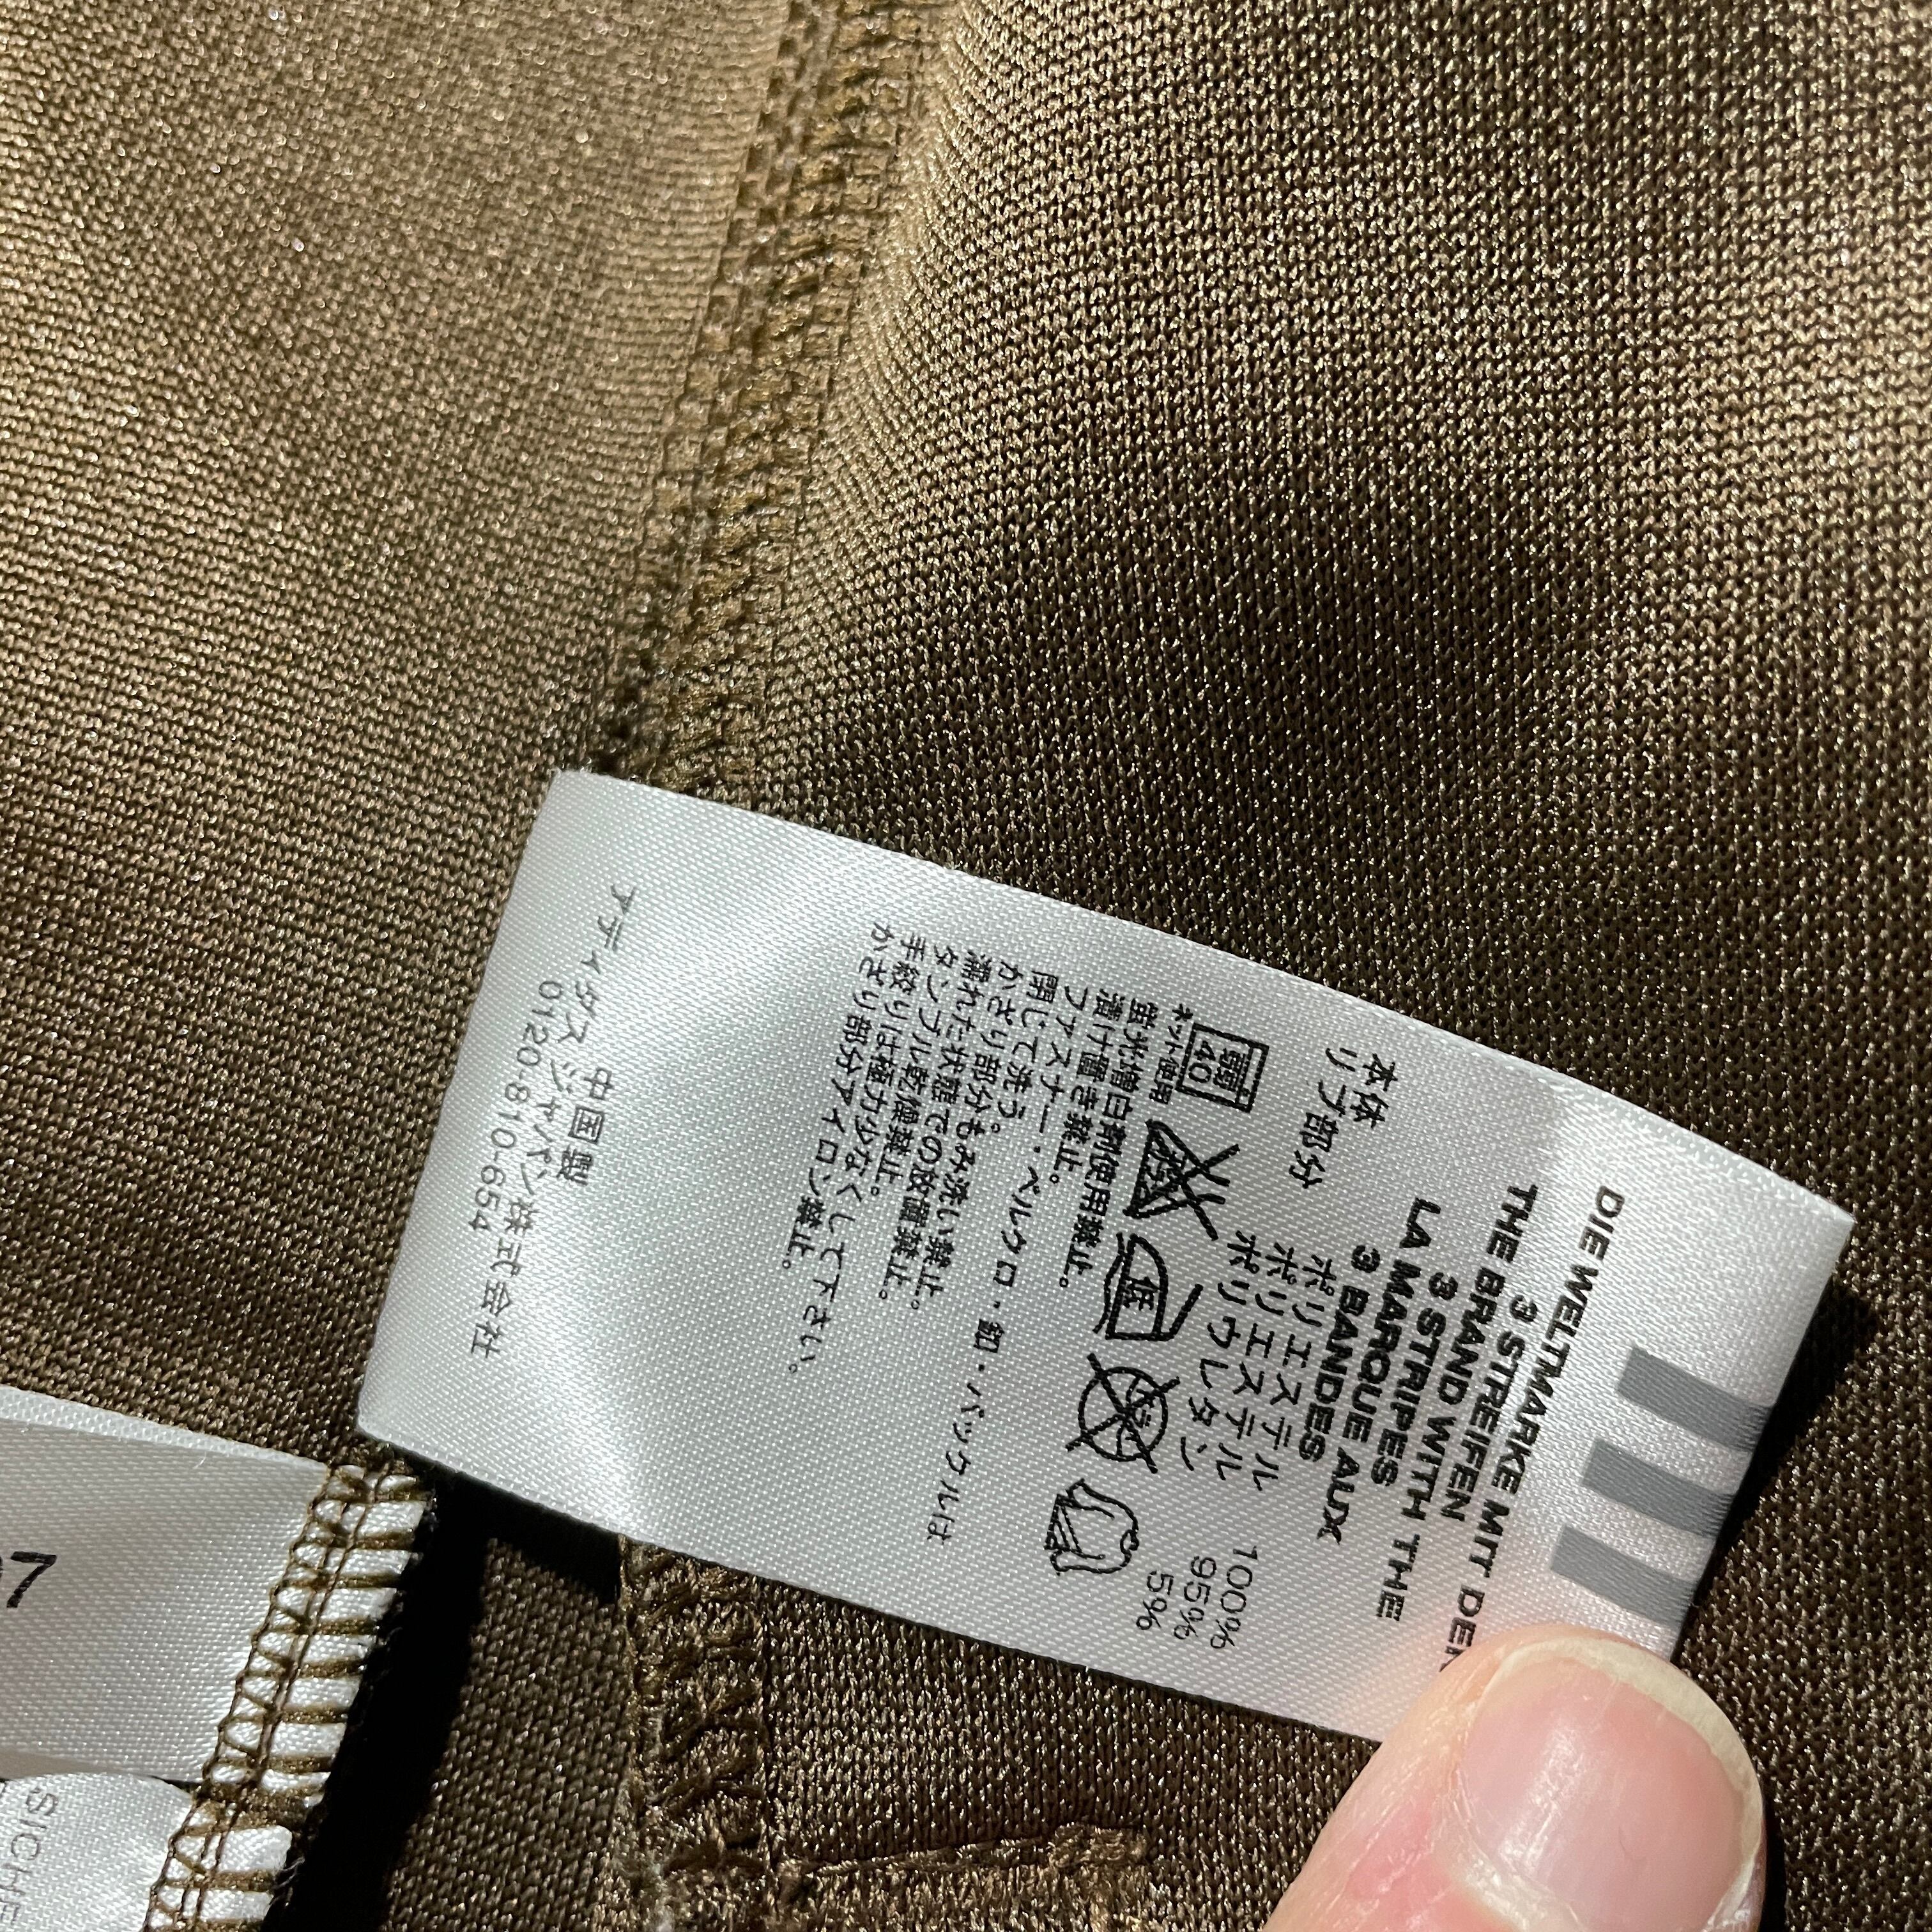 DIE WELTMARKE MIT DEN
3 STREIFEN
THE BRAND WITH THE
3 STRIPES
LA MARQUE AUX
3 BANDES
本体 ポリエステル 100%
リブ部分 ポリエステル 95%
ポリウレタン 5%
40
低
ネット使用
蛍光増白剤使用禁止。
漬け置き禁止。
ファスナー・ベルクロ・釦・バックルは
閉じて洗う。
かざり部分もみ洗い禁止。
濡れた状態での放置禁止。
タンブル乾燥禁止。
手絞りは極力少なくして下さい。
かざり部分アイロン禁止。
中国製
アディダス ジャパン株式会社
0120-810-654